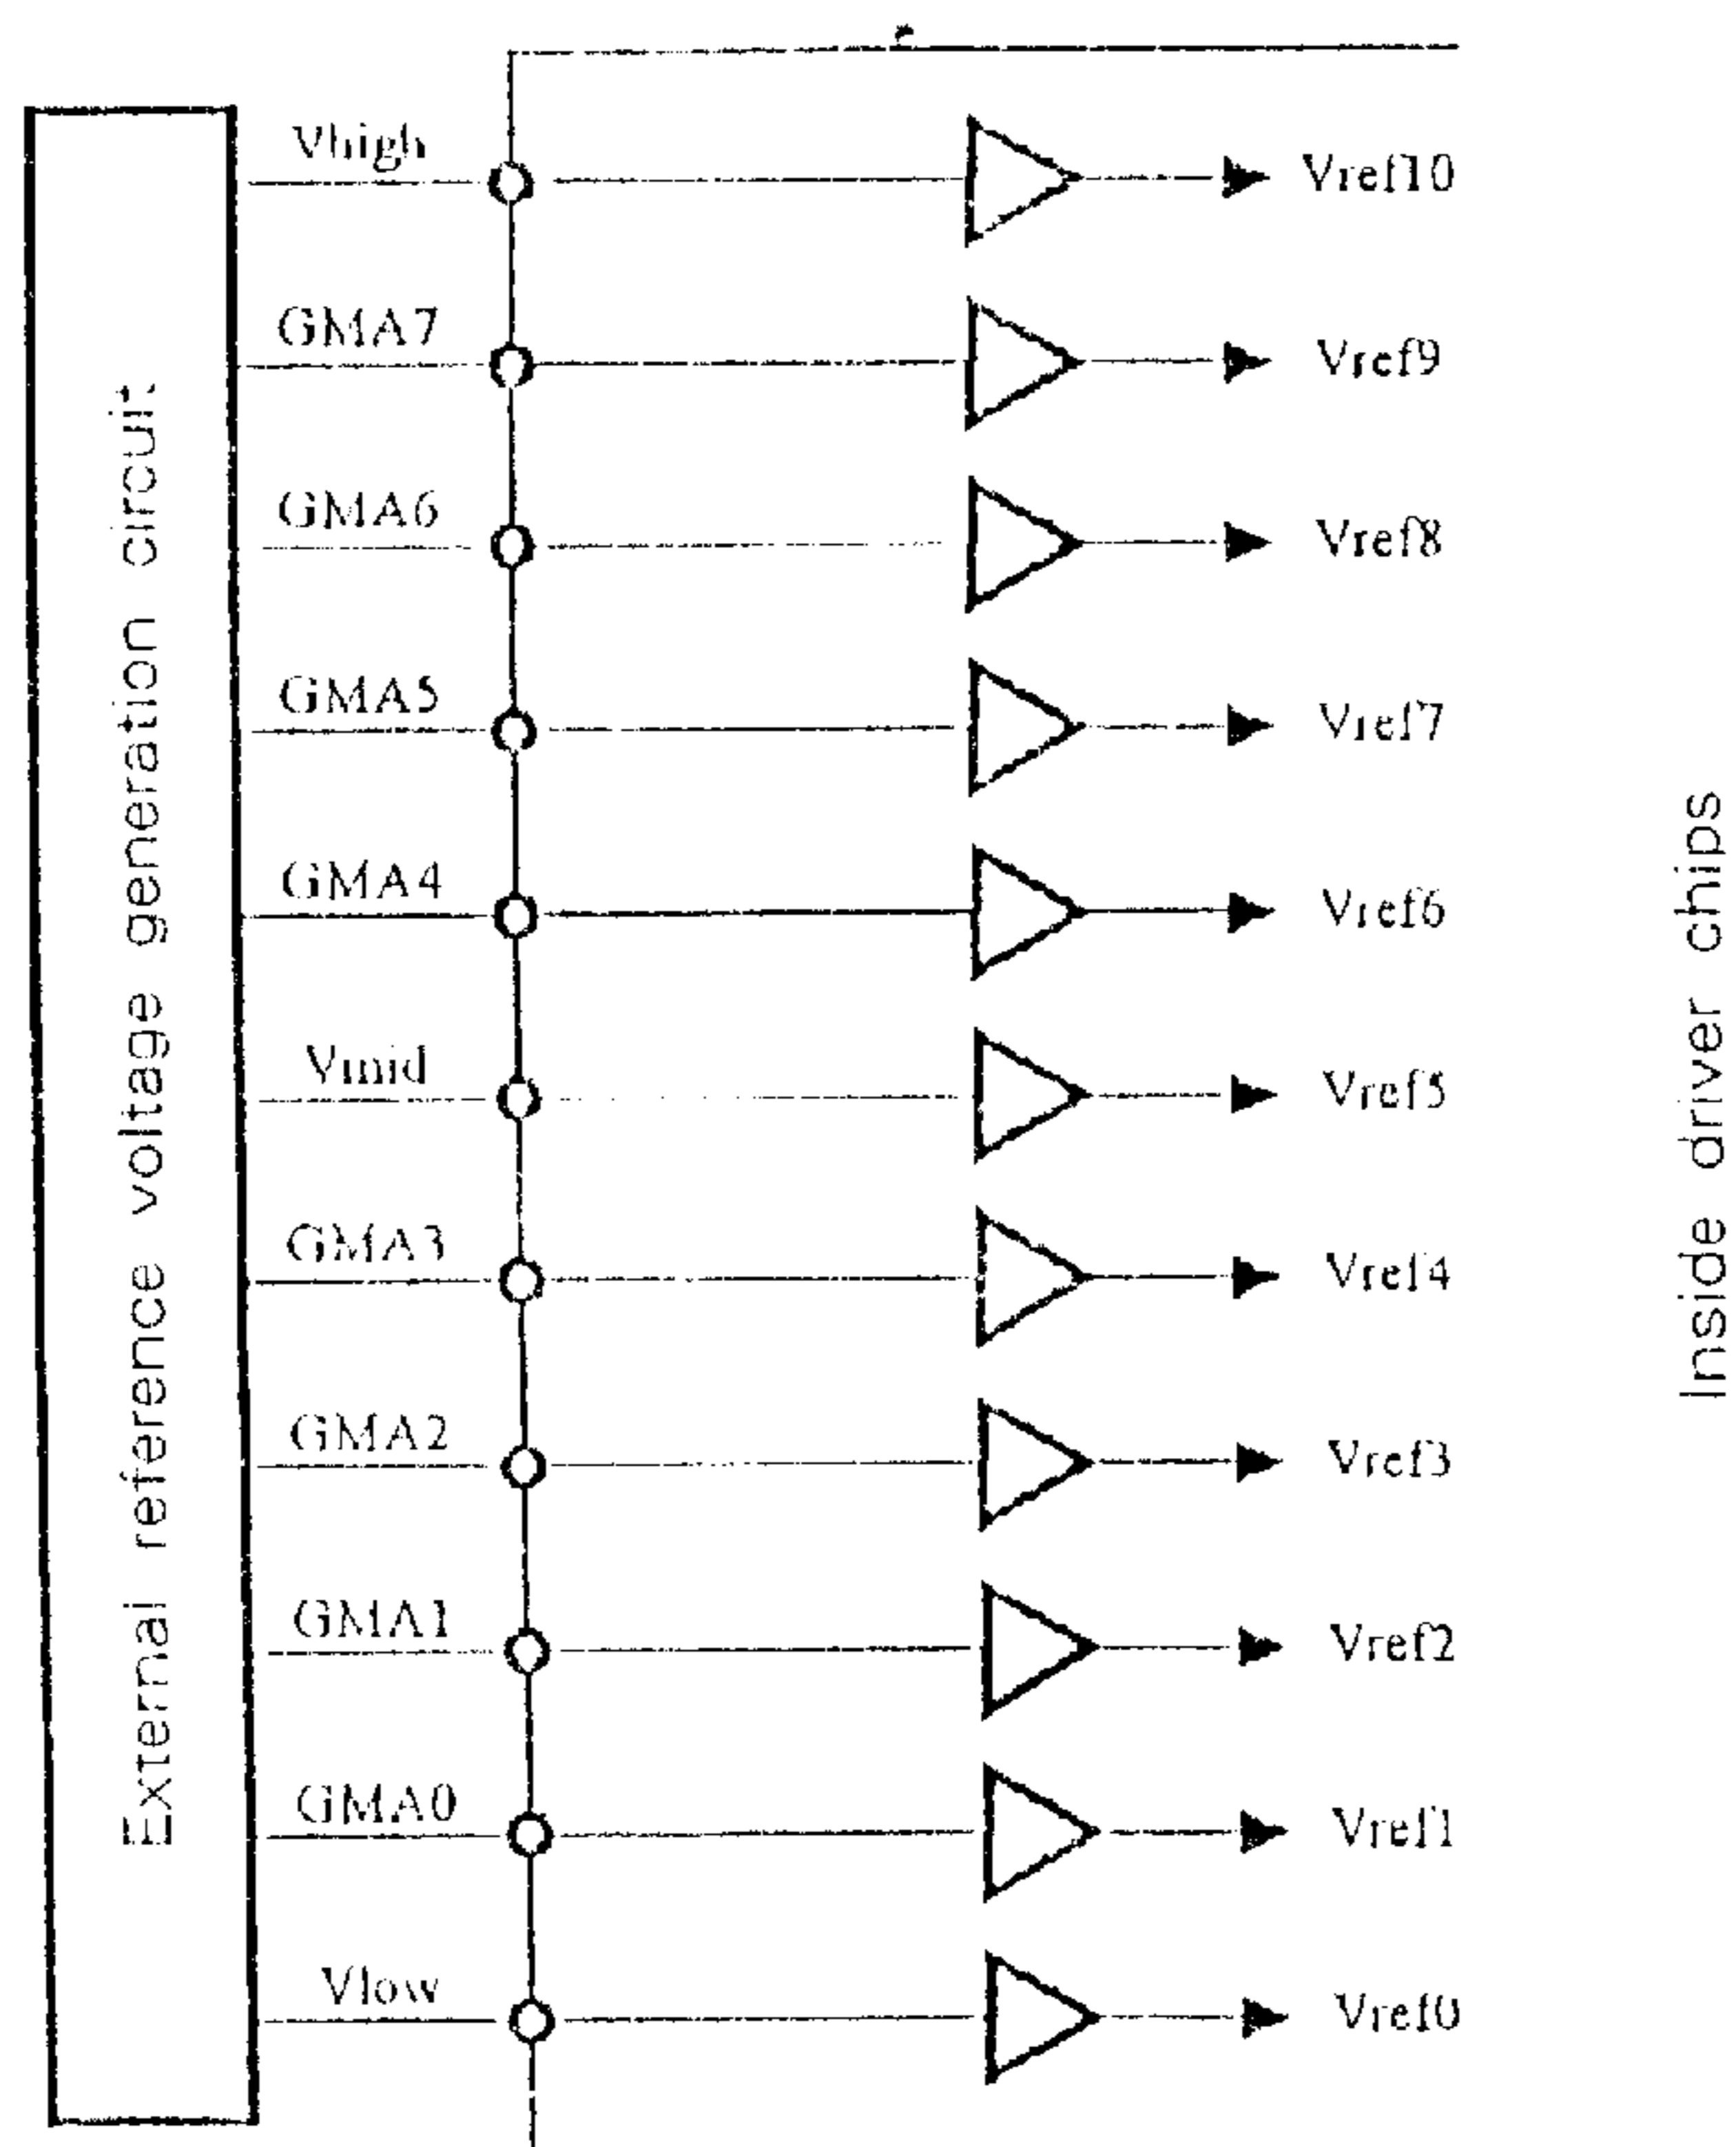 External reference voltage generation circuit
Vhigh
Vref10
GMA7
Vref9
GMA6
Vref8
GMA5
Vref7
GMA4
Vref6
Vmid
Vref5
GMA3
Vref4
GMA2
Vref3
GMA1
Vref2
GMA0
Vref1
Vlow
Vref0
Inside driver chips